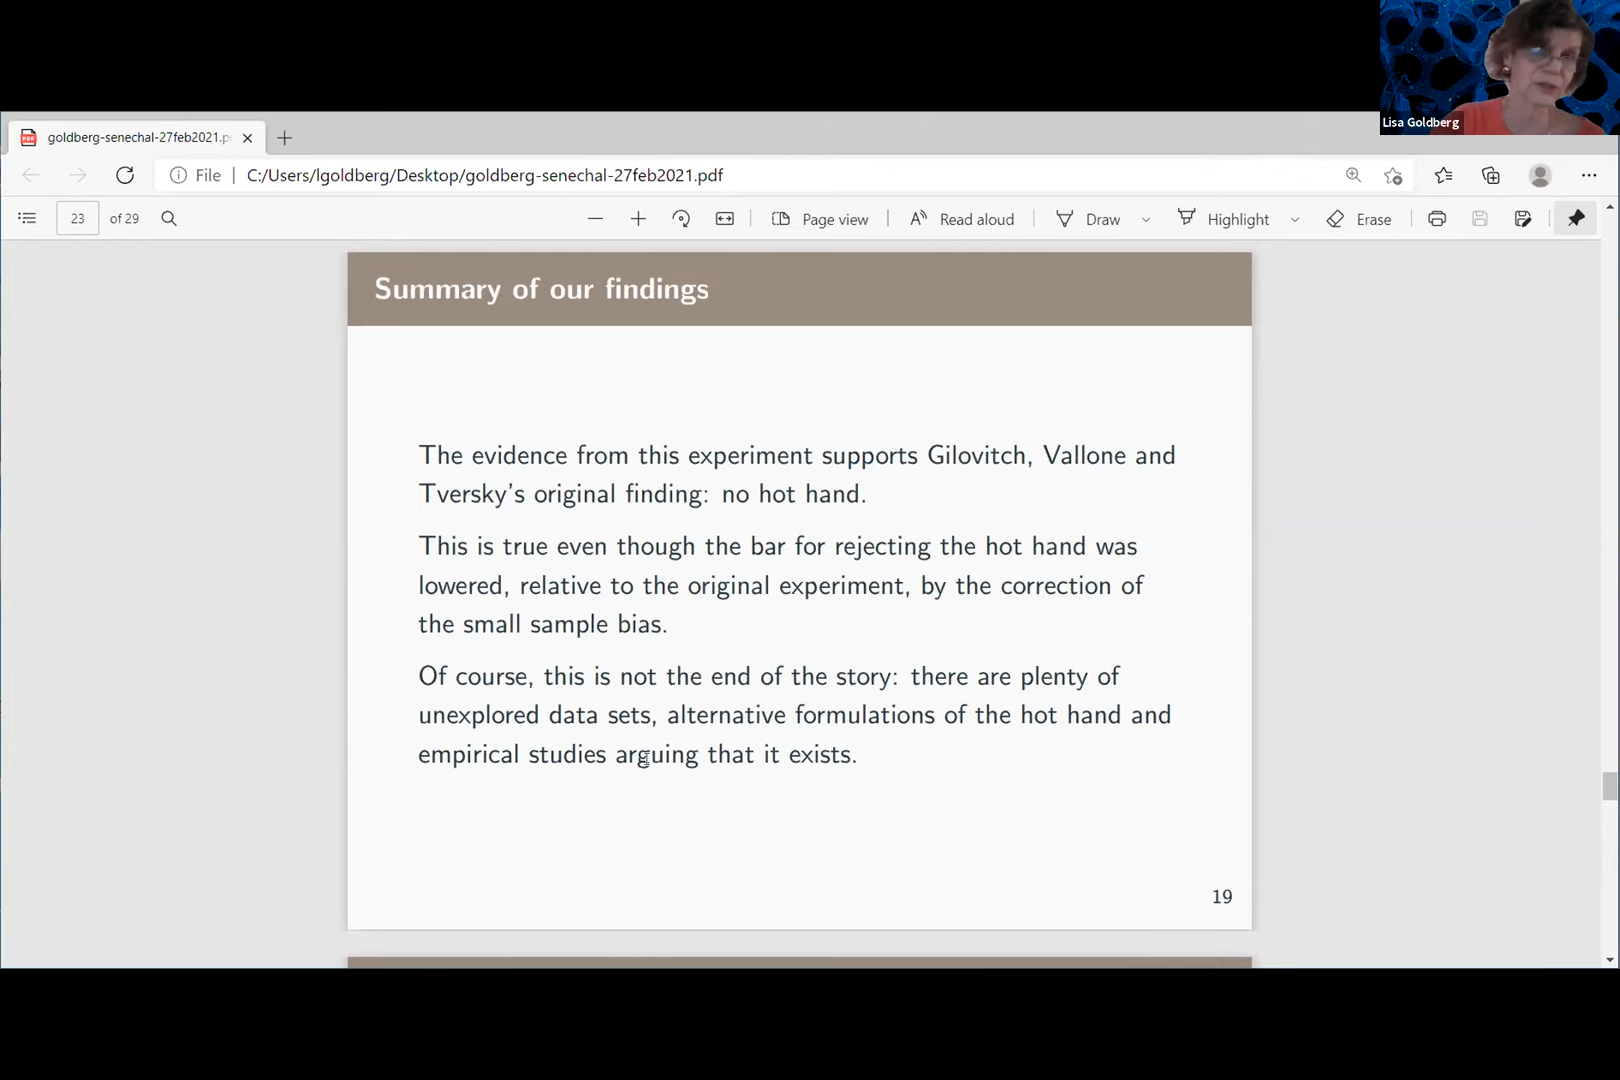 Lisa Goldberg
goldberg-senechal-27feb2021.p
File | C:/Users/lgoldberg/Desktop/goldberg-senechal-27feb2021.pdf
23 of 29 Page view Read aloud Draw Highlight Erase
Summary of our findings
The evidence from this experiment supports Gilovitch, Vallone and
Tversky's original finding: no hot hand.
This is true even though the bar for rejecting the hot hand was
lowered, relative to the original experiment, by the correction of
the small sample bias.
Of course, this is not the end of the story: there are plenty of
unexplored data sets, alternative formulations of the hot hand and
empirical studies arguing that it exists.
19